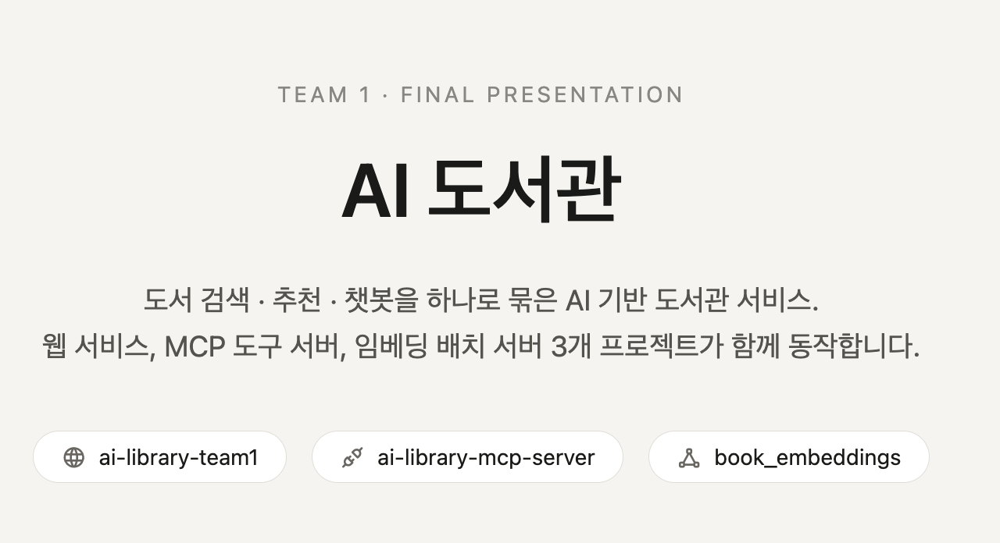 TEAM 1 · FINAL PRESENTATION
AI 도서관
도서 검색 · 추천 · 챗봇을 하나로 묶은 AI 기반 도서관 서비스.
웹 서비스, MCP 도구 서버, 임베딩 배치 서버 3개 프로젝트가 함께 동작합니다.
ai-library-team1
ai-library-mcp-server
book_embeddings